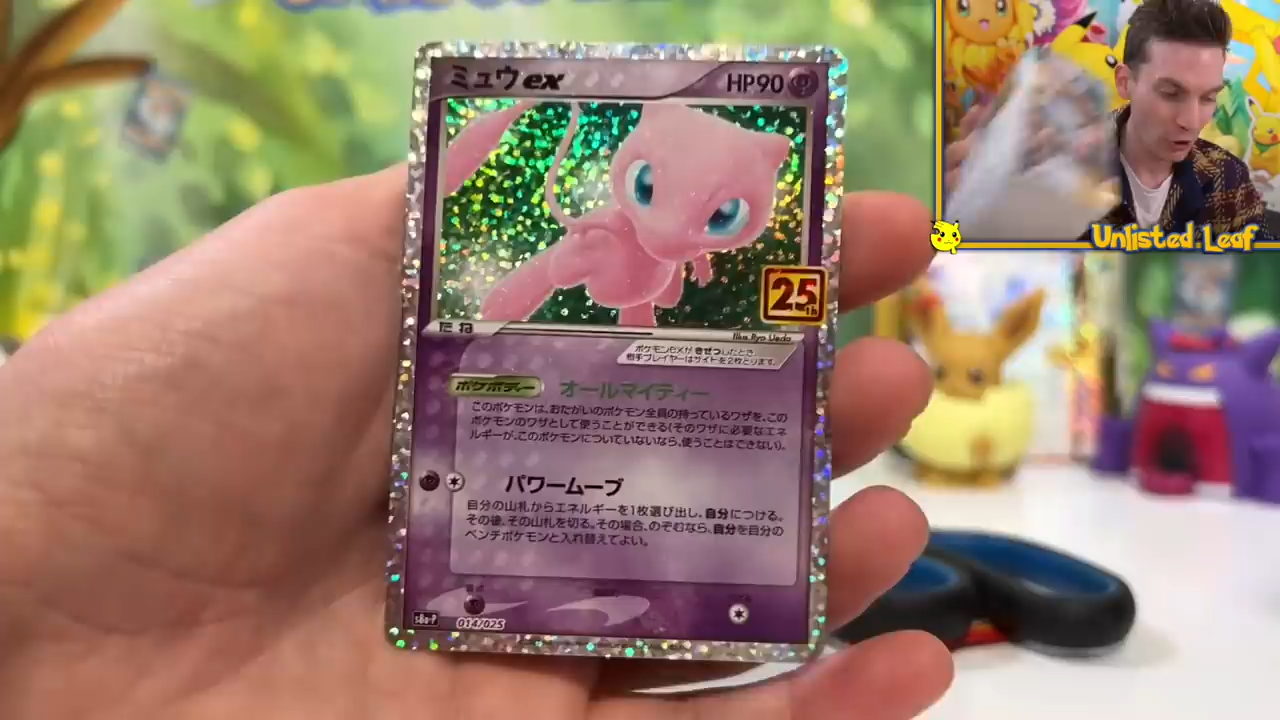 ミュウex HP90
25th
たね
Illus.Ryo Ueda
ポケモンexがきぜつしたとき、
相手プレイヤーはサイドを2枚とります。
ポケボディー オールマイティー
このポケモンは、おたがいのポケモン全員の持っているワザを、この
ポケモンのワザとして使うことができる(そのワザに必要なエネ
ルギーが、このポケモンについていないなら、使うことはできない)。
パワームーブ
自分の山札からエネルギーを1枚選び出し、自分につける。
その後、その山札を切る。その場合、のぞむなら、自分を自分の
ベンチポケモンと入れ替えてよい。
s8a-P 014/025
Unlisted Leaf